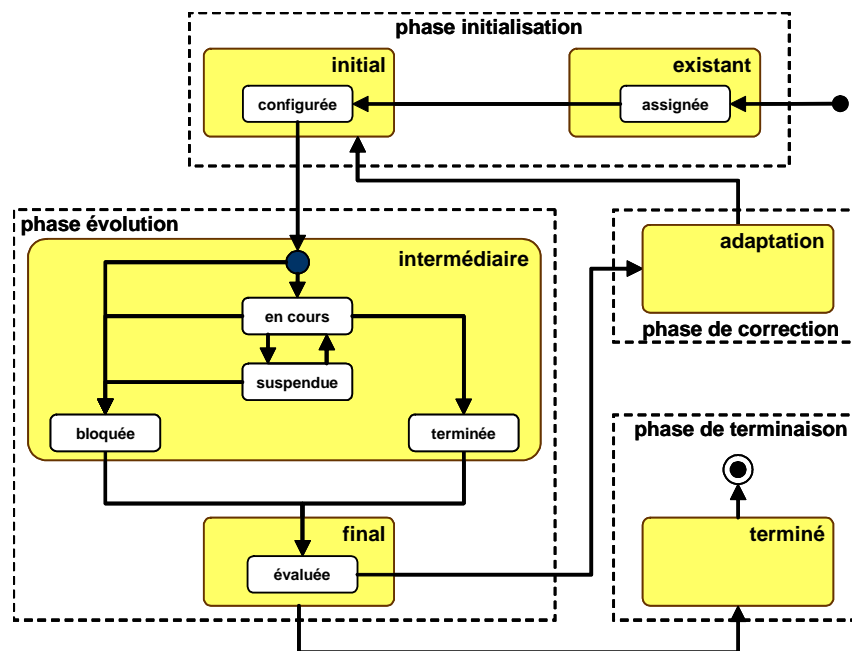 phase initialisation
initial
existant
configurée
assignée
phase évolution
intermédiaire
en cours
suspendue
bloquée
terminée
final
évaluée
adaptation
phase de correction
phase de terminaison
terminé